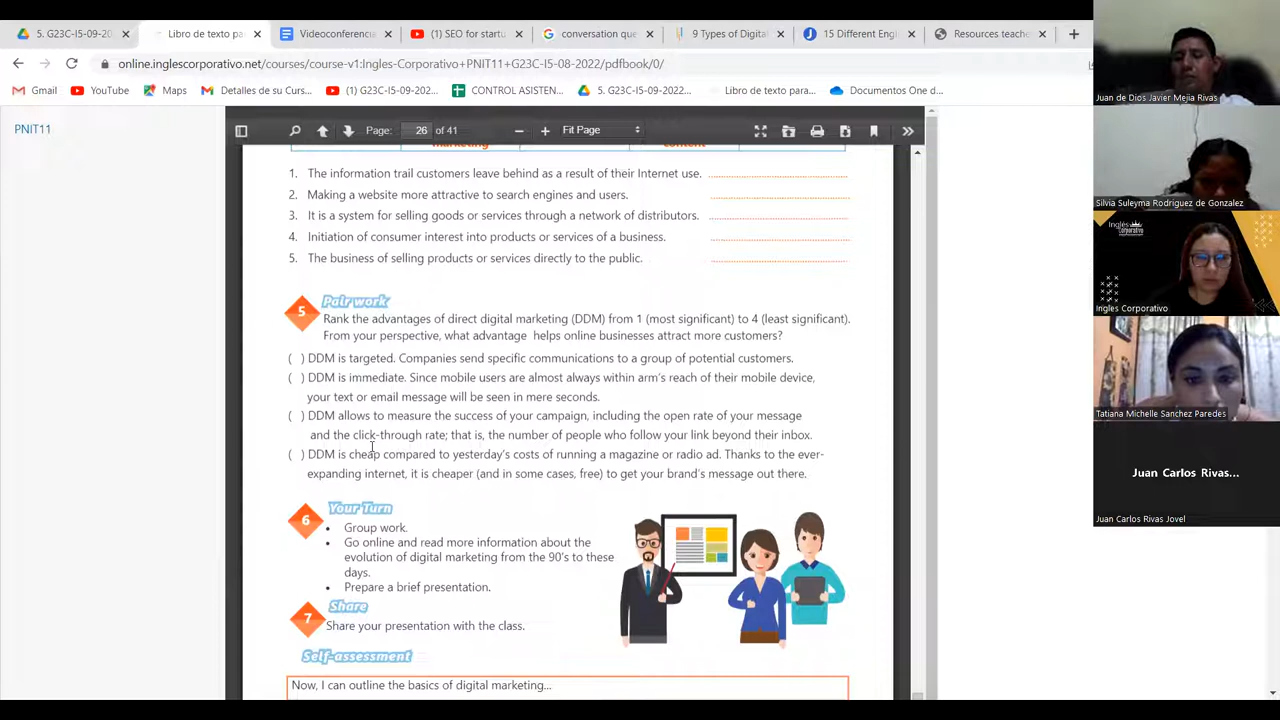 5. G23C-I5-09-20
Libro de texto pa
Videoconferencia
(1) SEO for startu
conversation que
9 Types of Digital
15 Different Engl
Resources teache
online.inglescorporativo.net/courses/course-v1:Ingles-Corporativo+PNIT11+G23C-I5-08-2022/pdfbook/0/
Gmail
YouTube
Maps
Detalles de su Curs...
(1) G23C-I5-09-202...
CONTROL ASISTEN...
5. G23C-I5-09-2022...
Libro de texto para...
Documentos One d
PNIT11
Page: 26 of 41
Fit Page
marketing
content
1. The information trail customers leave behind as a result of their Internet use. ................
2. Making a website more attractive to search engines and users. ................
3. It is a system for selling goods or services through a network of distributors. ................
4. Initiation of consumer interest into products or services of a business. ................
5. The business of selling products or services directly to the public. ................
5 Pair work
Rank the advantages of direct digital marketing (DDM) from 1 (most significant) to 4 (least significant).
From your perspective, what advantage helps online businesses attract more customers?
( ) DDM is targeted. Companies send specific communications to a group of potential customers.
( ) DDM is immediate. Since mobile users are almost always within arm's reach of their mobile device,
your text or email message will be seen in mere seconds.
( ) DDM allows to measure the success of your campaign, including the open rate of your message
and the click-through rate; that is, the number of people who follow your link beyond their inbox.
( ) DDM is cheap compared to yesterday's costs of running a magazine or radio ad. Thanks to the ever-
expanding internet, it is cheaper (and in some cases, free) to get your brand's message out there.
6 Your Turn
• Group work.
• Go online and read more information about the
evolution of digital marketing from the 90's to these
days.
• Prepare a brief presentation.
7 Share
Share your presentation with the class.
Self-assessment
Now, I can outline the basics of digital marketing...
Juan de Dios Javier Mejia Rivas
Silvia Suleyma Rodriguez de Gonzalez
Inglés
Corporativo
Ingles Corporativo
Tatiana Michelle Sanchez Paredes
Juan Carlos Rivas...
Juan Carlos Rivas Jovel